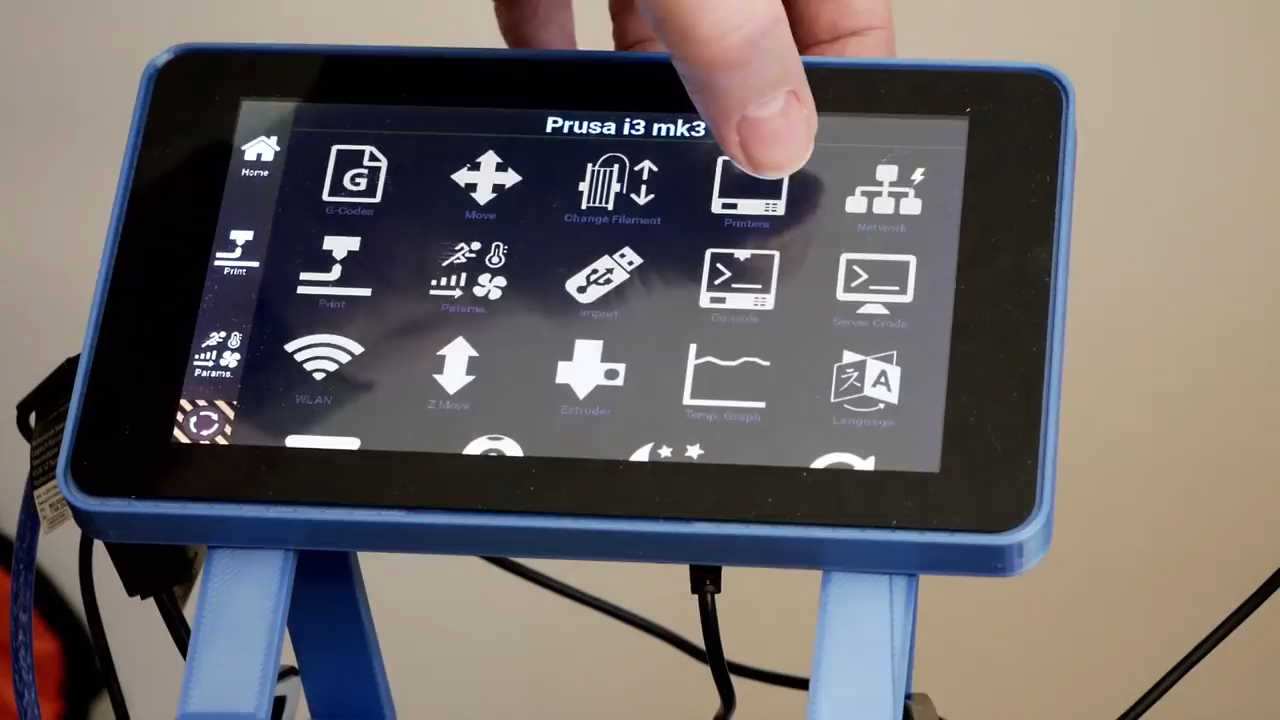 Prusa i3 mk3
Home
G-Codes
Move
Change Filament
Printers
Network
Print
Print
Params.
Import
Console
Server Cmds
Params.
WLAN
Z Move
Extruder
Temp. Graph
Language